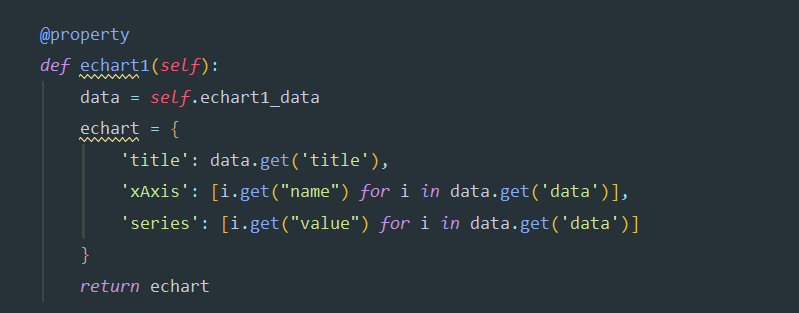 @property
def echart1(self):
    data = self.echart1_data
    echart = {
        'title': data.get('title'),
        'xAxis': [i.get("name") for i in data.get('data')],
        'series': [i.get("value") for i in data.get('data')]
    }
    return echart